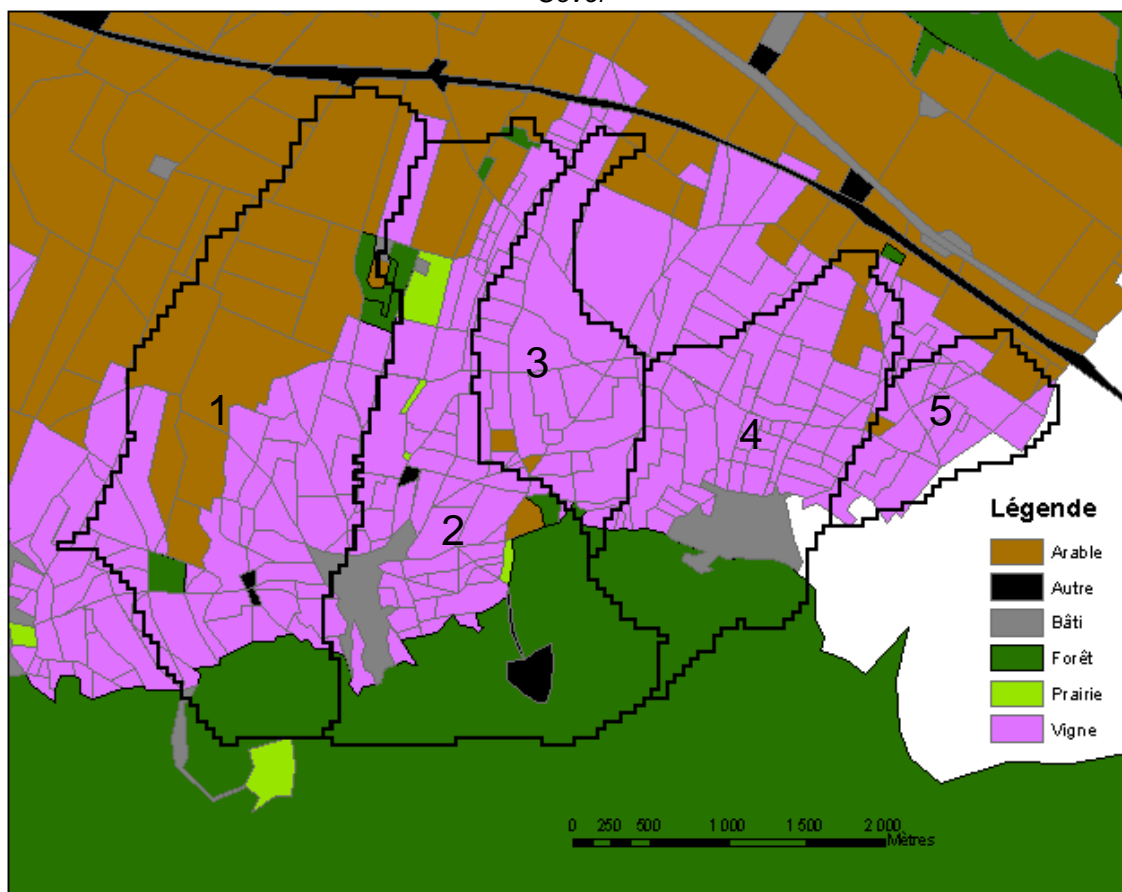 1
2
3
4
5
Légende
Arable
Autre
Bâti
Forêt
Prairie
Vigne
0 250 500 1 000 1 500 2 000
Mètres